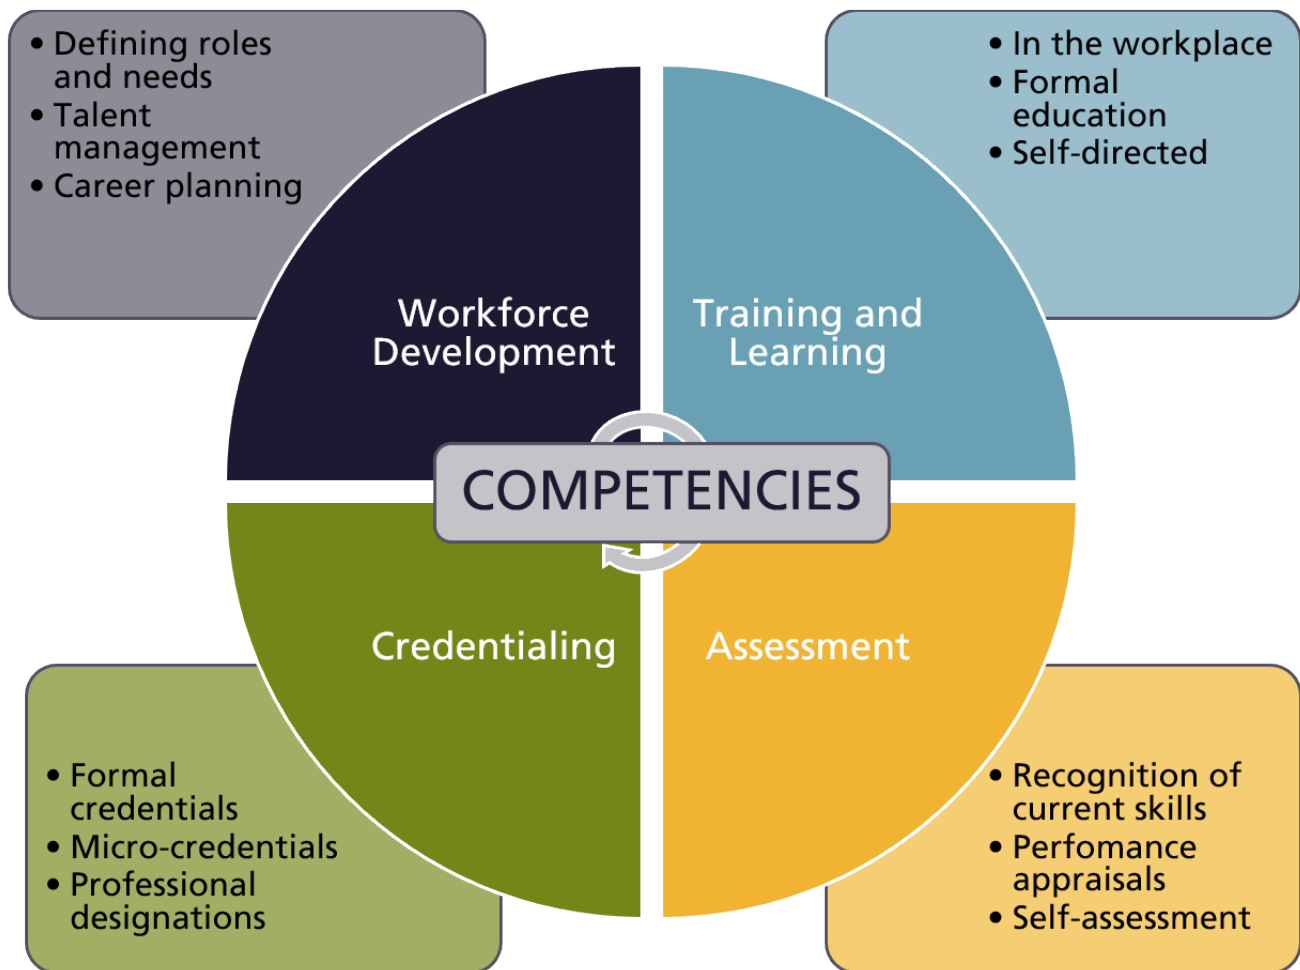 • Defining roles
and needs
• Talent
management
• Career planning
• In the workplace
• Formal
education
• Self-directed
Workforce
Development
Training and
Learning
COMPETENCIES
Credentialing
Assessment
• Formal
credentials
• Micro-credentials
• Professional
designations
• Recognition of
current skills
• Perfomance
appraisals
• Self-assessment